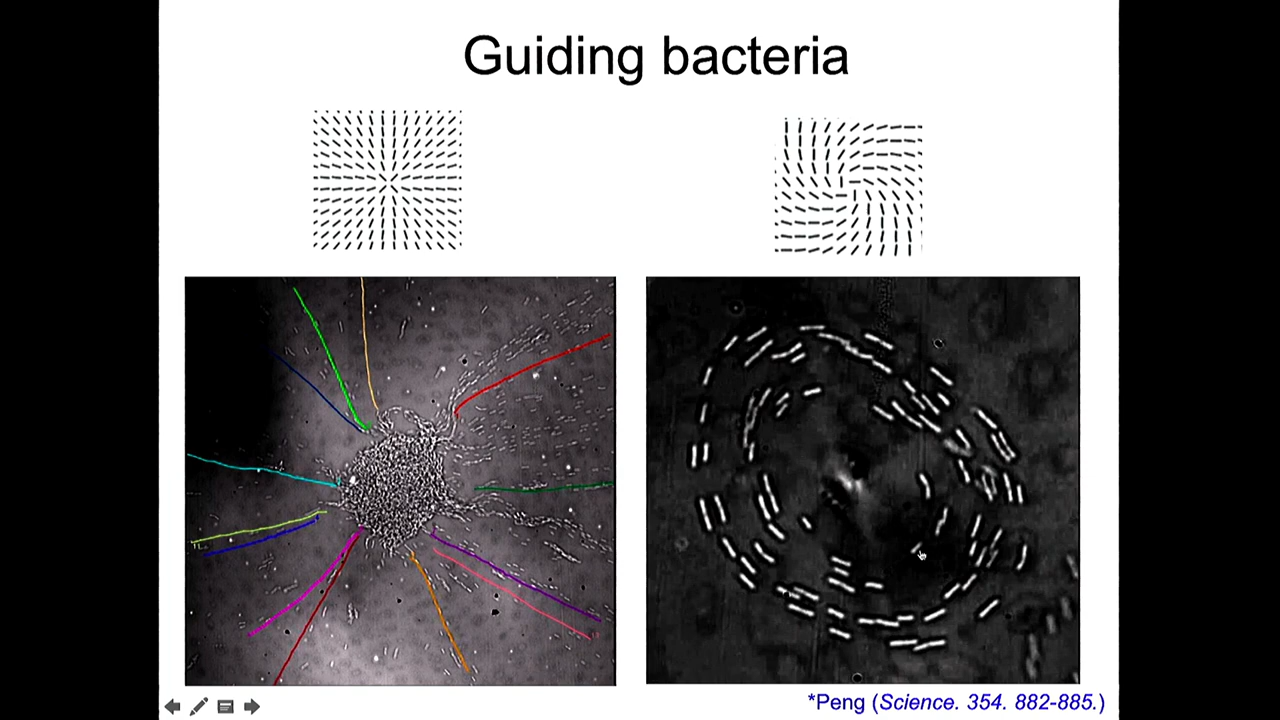 Guiding bacteria
*Peng (Science. 354. 882-885.)